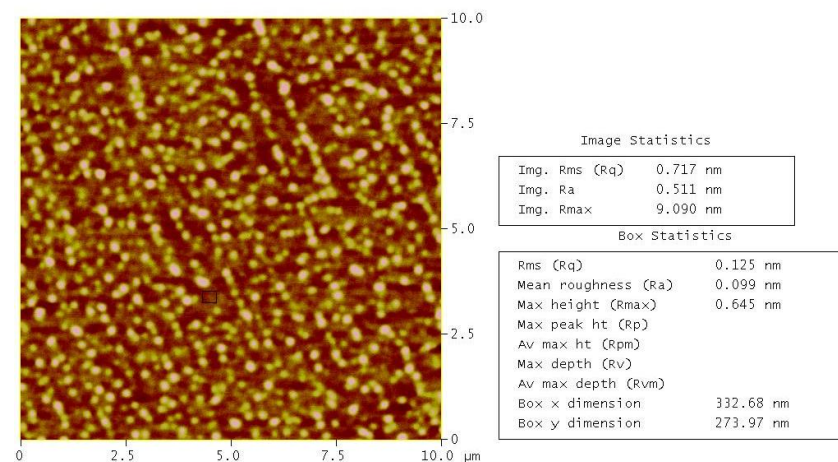 10.0
7.5
5.0
2.5
0
0 2.5 5.0 7.5 10.0 µm
Image Statistics
Img. Rms (Rq) 0.717 nm
Img. Ra 0.511 nm
Img. Rmax 9.090 nm
Box Statistics
Rms (Rq) 0.125 nm
Mean roughness (Ra) 0.099 nm
Max height (Rmax) 0.645 nm
Max peak ht (Rp)
Av max ht (Rpm)
Max depth (Rv)
Av max depth (Rvm)
Box x dimension 332.68 nm
Box y dimension 273.97 nm